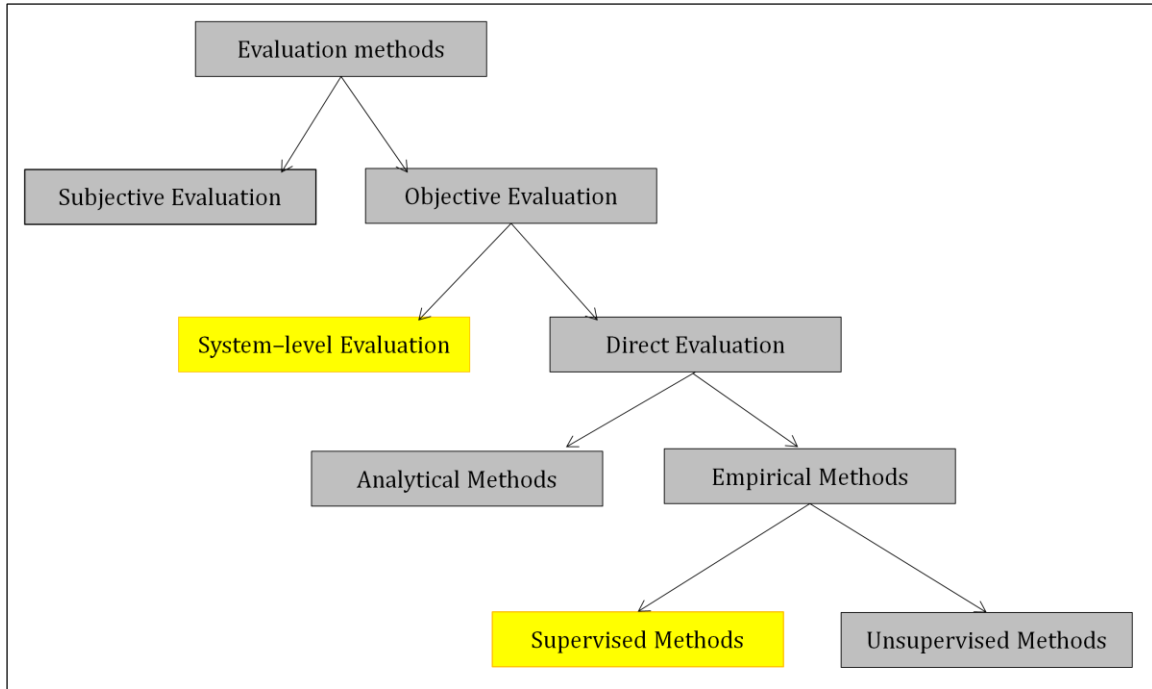 Evaluation methods
Subjective Evaluation
Objective Evaluation
System–level Evaluation
Direct Evaluation
Analytical Methods
Empirical Methods
Supervised Methods
Unsupervised Methods